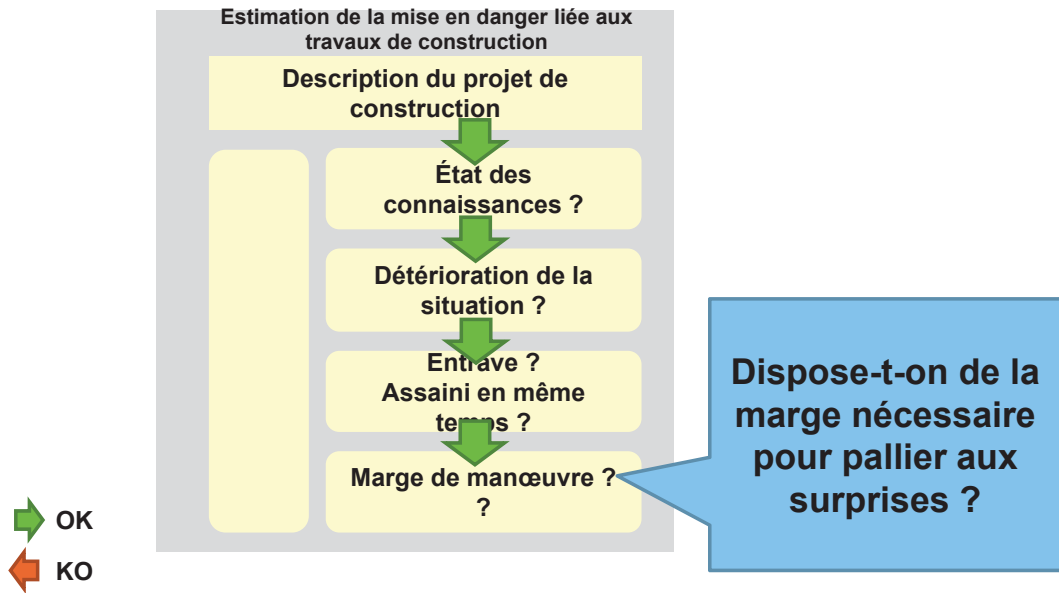 Estimation de la mise en danger liée aux
travaux de construction
Description du projet de
construction
État des
connaissances ?
Détérioration de la
situation ?
Entrave ?
Assaini en même
temps ?
Marge de manœuvre ?
?
Dispose-t-on de la
marge nécessaire
pour pallier aux
surprises ?
OK
KO